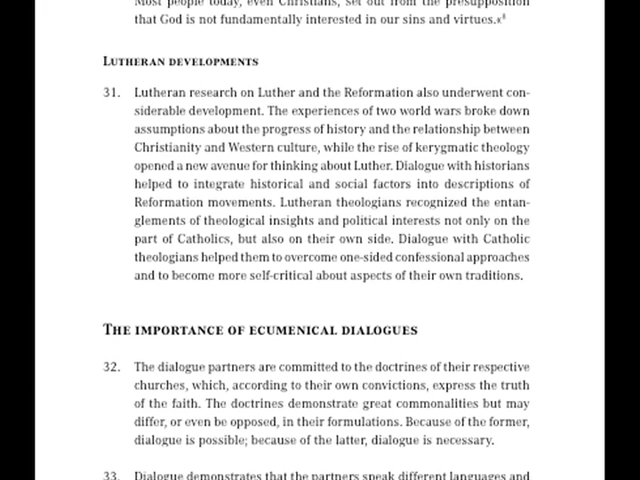 Most people today, even Christians, set out from the presupposition
that God is not fundamentally interested in our sins and virtues.«⁸
LUTHERAN DEVELOPMENTS
31. Lutheran research on Luther and the Reformation also underwent con-
siderable development. The experiences of two world wars broke down
assumptions about the progress of history and the relationship between
Christianity and Western culture, while the rise of kerygmatic theology
opened a new avenue for thinking about Luther. Dialogue with historians
helped to integrate historical and social factors into descriptions of
Reformation movements. Lutheran theologians recognized the entan-
glements of theological insights and political interests not only on the
part of Catholics, but also on their own side. Dialogue with Catholic
theologians helped them to overcome one-sided confessional approaches
and to become more self-critical about aspects of their own traditions.
THE IMPORTANCE OF ECUMENICAL DIALOGUES
32. The dialogue partners are committed to the doctrines of their respective
churches, which, according to their own convictions, express the truth
of the faith. The doctrines demonstrate great commonalities but may
differ, or even be opposed, in their formulations. Because of the former,
dialogue is possible; because of the latter, dialogue is necessary.
33. Dialogue demonstrates that the partners speak different languages and